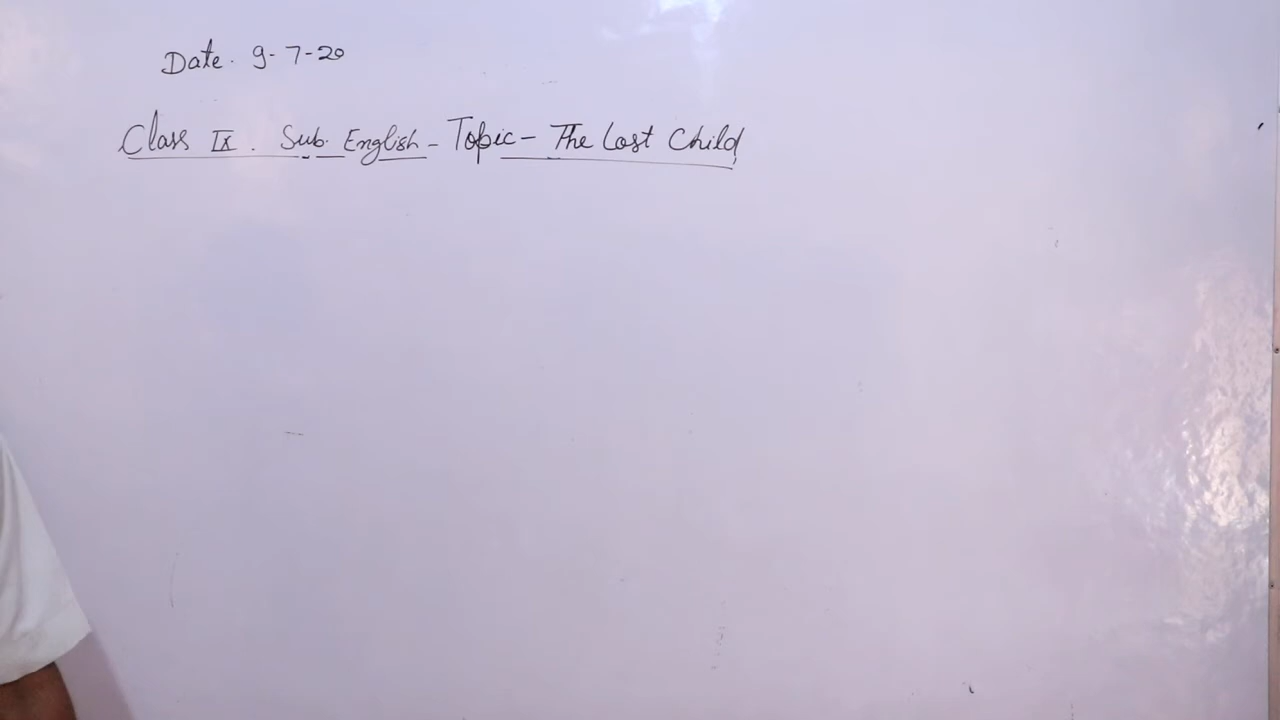 Date. 9-7-20
Class IX. Sub. English - Topic - The Lost Child